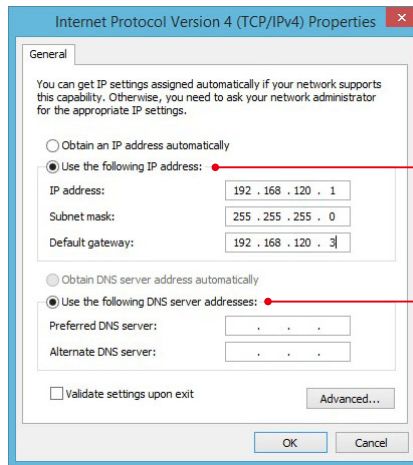 Internet Protocol Version 4 (TCP/IPv4) Properties
General
You can get IP settings assigned automatically if your network supports
this capability. Otherwise, you need to ask your network administrator
for the appropriate IP settings.
Obtain an IP address automatically
Use the following IP address:
IP address: 192 . 168 . 120 . 1
Subnet mask: 255 . 255 . 255 . 0
Default gateway: 192 . 168 . 120 . 3
Obtain DNS server address automatically
Use the following DNS server addresses:
Preferred DNS server: . . .
Alternate DNS server: . . .
Validate settings upon exit
Advanced...
OK Cancel